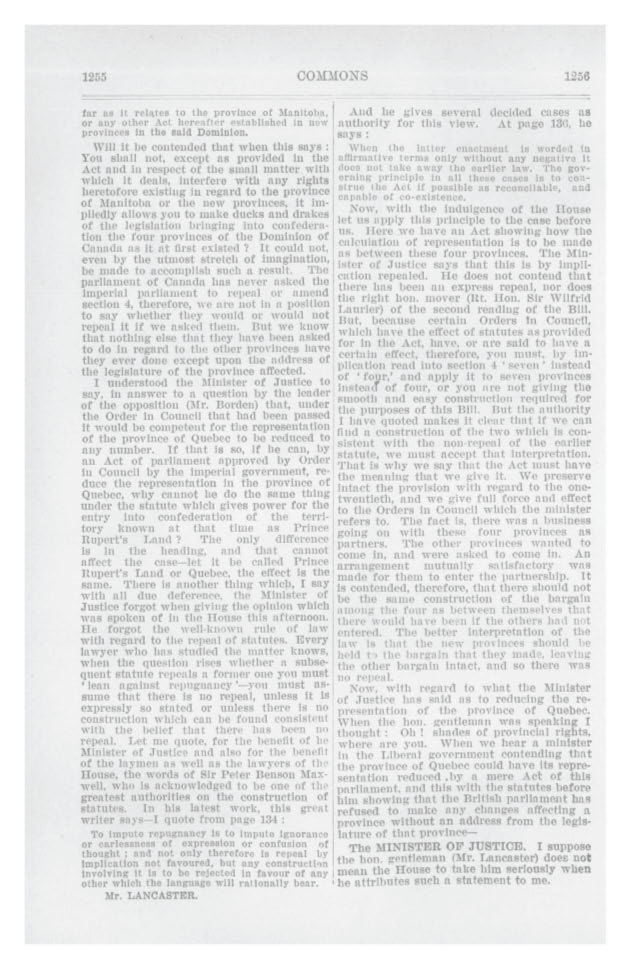 1255
COMMONS
1256
far as it relates to the province of Manitoba,
or any other Act hereafter established in new
provinces in the said Dominion.
Will it be contended that when this says :
You shall not, except as provided in the
Act and in respect of the small matter with
which it deals, interfere with any rights
heretofore existing in regard to the province
of Manitoba or the new provinces, it im-
pliedly allows you to make ducks and drakes
of the legislation bringing into confedera-
tion the four provinces of the Dominion of
Canada as it at first existed ? It could not,
even by the utmost stretch of imagination,
be made to accomplish such a result. The
parliament of Canada has never asked the
imperial parliament to repeal or amend
section 4, therefore, we are not in a position
to say whether they would or would not
repeal it if we asked them. But we know
that nothing else that they have been asked
to do in regard to the other provinces have
they ever done except upon the address of
the legislature of the province affected.
I understood the Minister of Justice to
say, in answer to a question by the leader
of the opposition (Mr. Borden) that, under
the Order in Council that had been passed
it would be competent for the representation
of the province of Quebec to be reduced to
any number. If that is so, if he can, by
an Act of parliament approved by Order
in Council by the imperial government, re-
duce the representation in the province of
Quebec, why cannot he do the same thing
under the statute which gives power for the
entry into confederation of the terri-
tory known at that time as Prince
Rupert's Land ? The only difference
is in the heading, and that cannot
affect the case—let it be called Prince
Rupert's Land or Quebec, the effect is the
same. There is another thing which, I say
with all due deference, the Minister of
Justice forgot when giving the opinion which
was spoken of in the House this afternoon.
He forgot the well-known rule of law
with regard to the repeal of statutes. Every
lawyer who has studied the matter knows,
when the question rises whether a subse-
quent statute repeals a former one you must
' lean against repugnancy '—you must as-
sume that there is no repeal, unless it is
expressly so stated or unless there is no
construction which can be found consistent
with the belief that there has been no
repeal. Let me quote, for the benefit of he
Minister of Justice and also for the benefit
of the laymen as well as the lawyers of the
House, the words of Sir Peter Benson Max-
well, who is acknowledged to be one of the
greatest authorities on the construction of
statutes. In his latest work, this great
writer says—I quote from page 134 :
To impute repugnancy is to impute ignorance
or carlessness of expression or confusion of
thought ; and not only therefore is repeal by
implication not favoured, but any construction
involving it is to be rejected in favour of any
other which the language will rationally bear.
Mr. LANCASTER.
And he gives several decided cases as
authority for this view. At page 136, he
says :
When the latter enactment is worded in
affirmative terms only without any negative it
does not take away the earlier law. The gov-
erning principle in all these cases is to con-
strue the Act if possible as reconcilable, and
capable of co-existence.
Now, with the indulgence of the House
let us apply this principle to the case before
us. Here we have an Act showing how the
calculation of representation is to be made
as between these four provinces. The Min-
ister of Justice says that this is by impli-
cation repealed. He does not contend that
there has been an express repeal, nor does
the right hon. mover (Rt. Hon. Sir Wilfrid
Laurier) of the second reading of the Bill.
But, because certain Orders in Council,
which have the effect of statutes as provided
for in the Act, have, or are said to have a
certain effect, therefore, you must, by im-
plication read into section 4 ' seven ' instead
of ' four,' and apply it to seven provinces
instead of four, or you are not giving the
smooth and easy construction required for
the purposes of this Bill. But the authority
I have quoted makes it clear that if we can
find a construction of the two which is con-
sistent with the non-repeal of the earlier
statute, we must accept that interpretation.
That is why we say that the Act must have
the meaning that we give it. We preserve
intact the provision with regard to the one-
twentieth, and we give full force and effect
to the Orders in Council which the minister
refers to. The fact is, there was a business
going on with these four provinces as
partners. The other provinces wanted to
come in, and were asked to come in. An
arrangement mutually satisfactory was
made for them to enter the partnership. It
is contended, therefore, that there should not
be the same construction of the bargain
among the four as between themselves that
there would have been if the others had not
entered. The better interpretation of the
law is that the new provinces should be
held to the bargain that they made, leaving
the other bargain intact, and so there was
no repeal.
Now, with regard to what the Minister
of Justice has said as to reducing the re-
presentation of the province of Quebec.
When the hon. gentleman was speaking I
thought : Oh ! shades of provincial rights,
where are you. When we hear a minister
in the Liberal government contending that
the province of Quebec could have its repre-
sentation reduced by a mere Act of this
parliament, and this with the statutes before
him showing that the British parliament has
refused to make any changes affecting a
province without an address from the legis-
lature of that province—
The MINISTER OF JUSTICE. I suppose
the hon. gentleman (Mr. Lancaster) does not
mean the House to take him seriously when
he attributes such a statement to me.